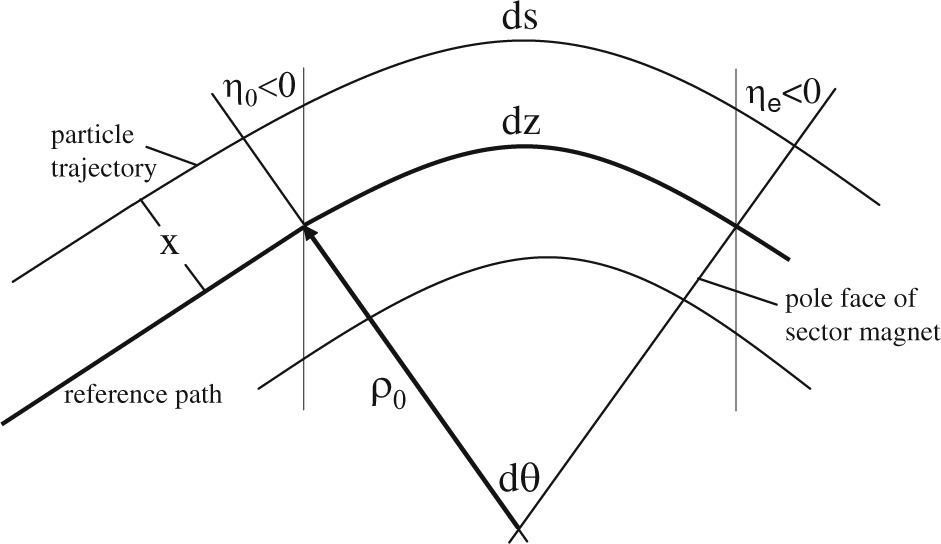 ds
η₀<0
ηₑ<0
dz
particle
trajectory
x
pole face of
sector magnet
reference path
ρ₀
dθ